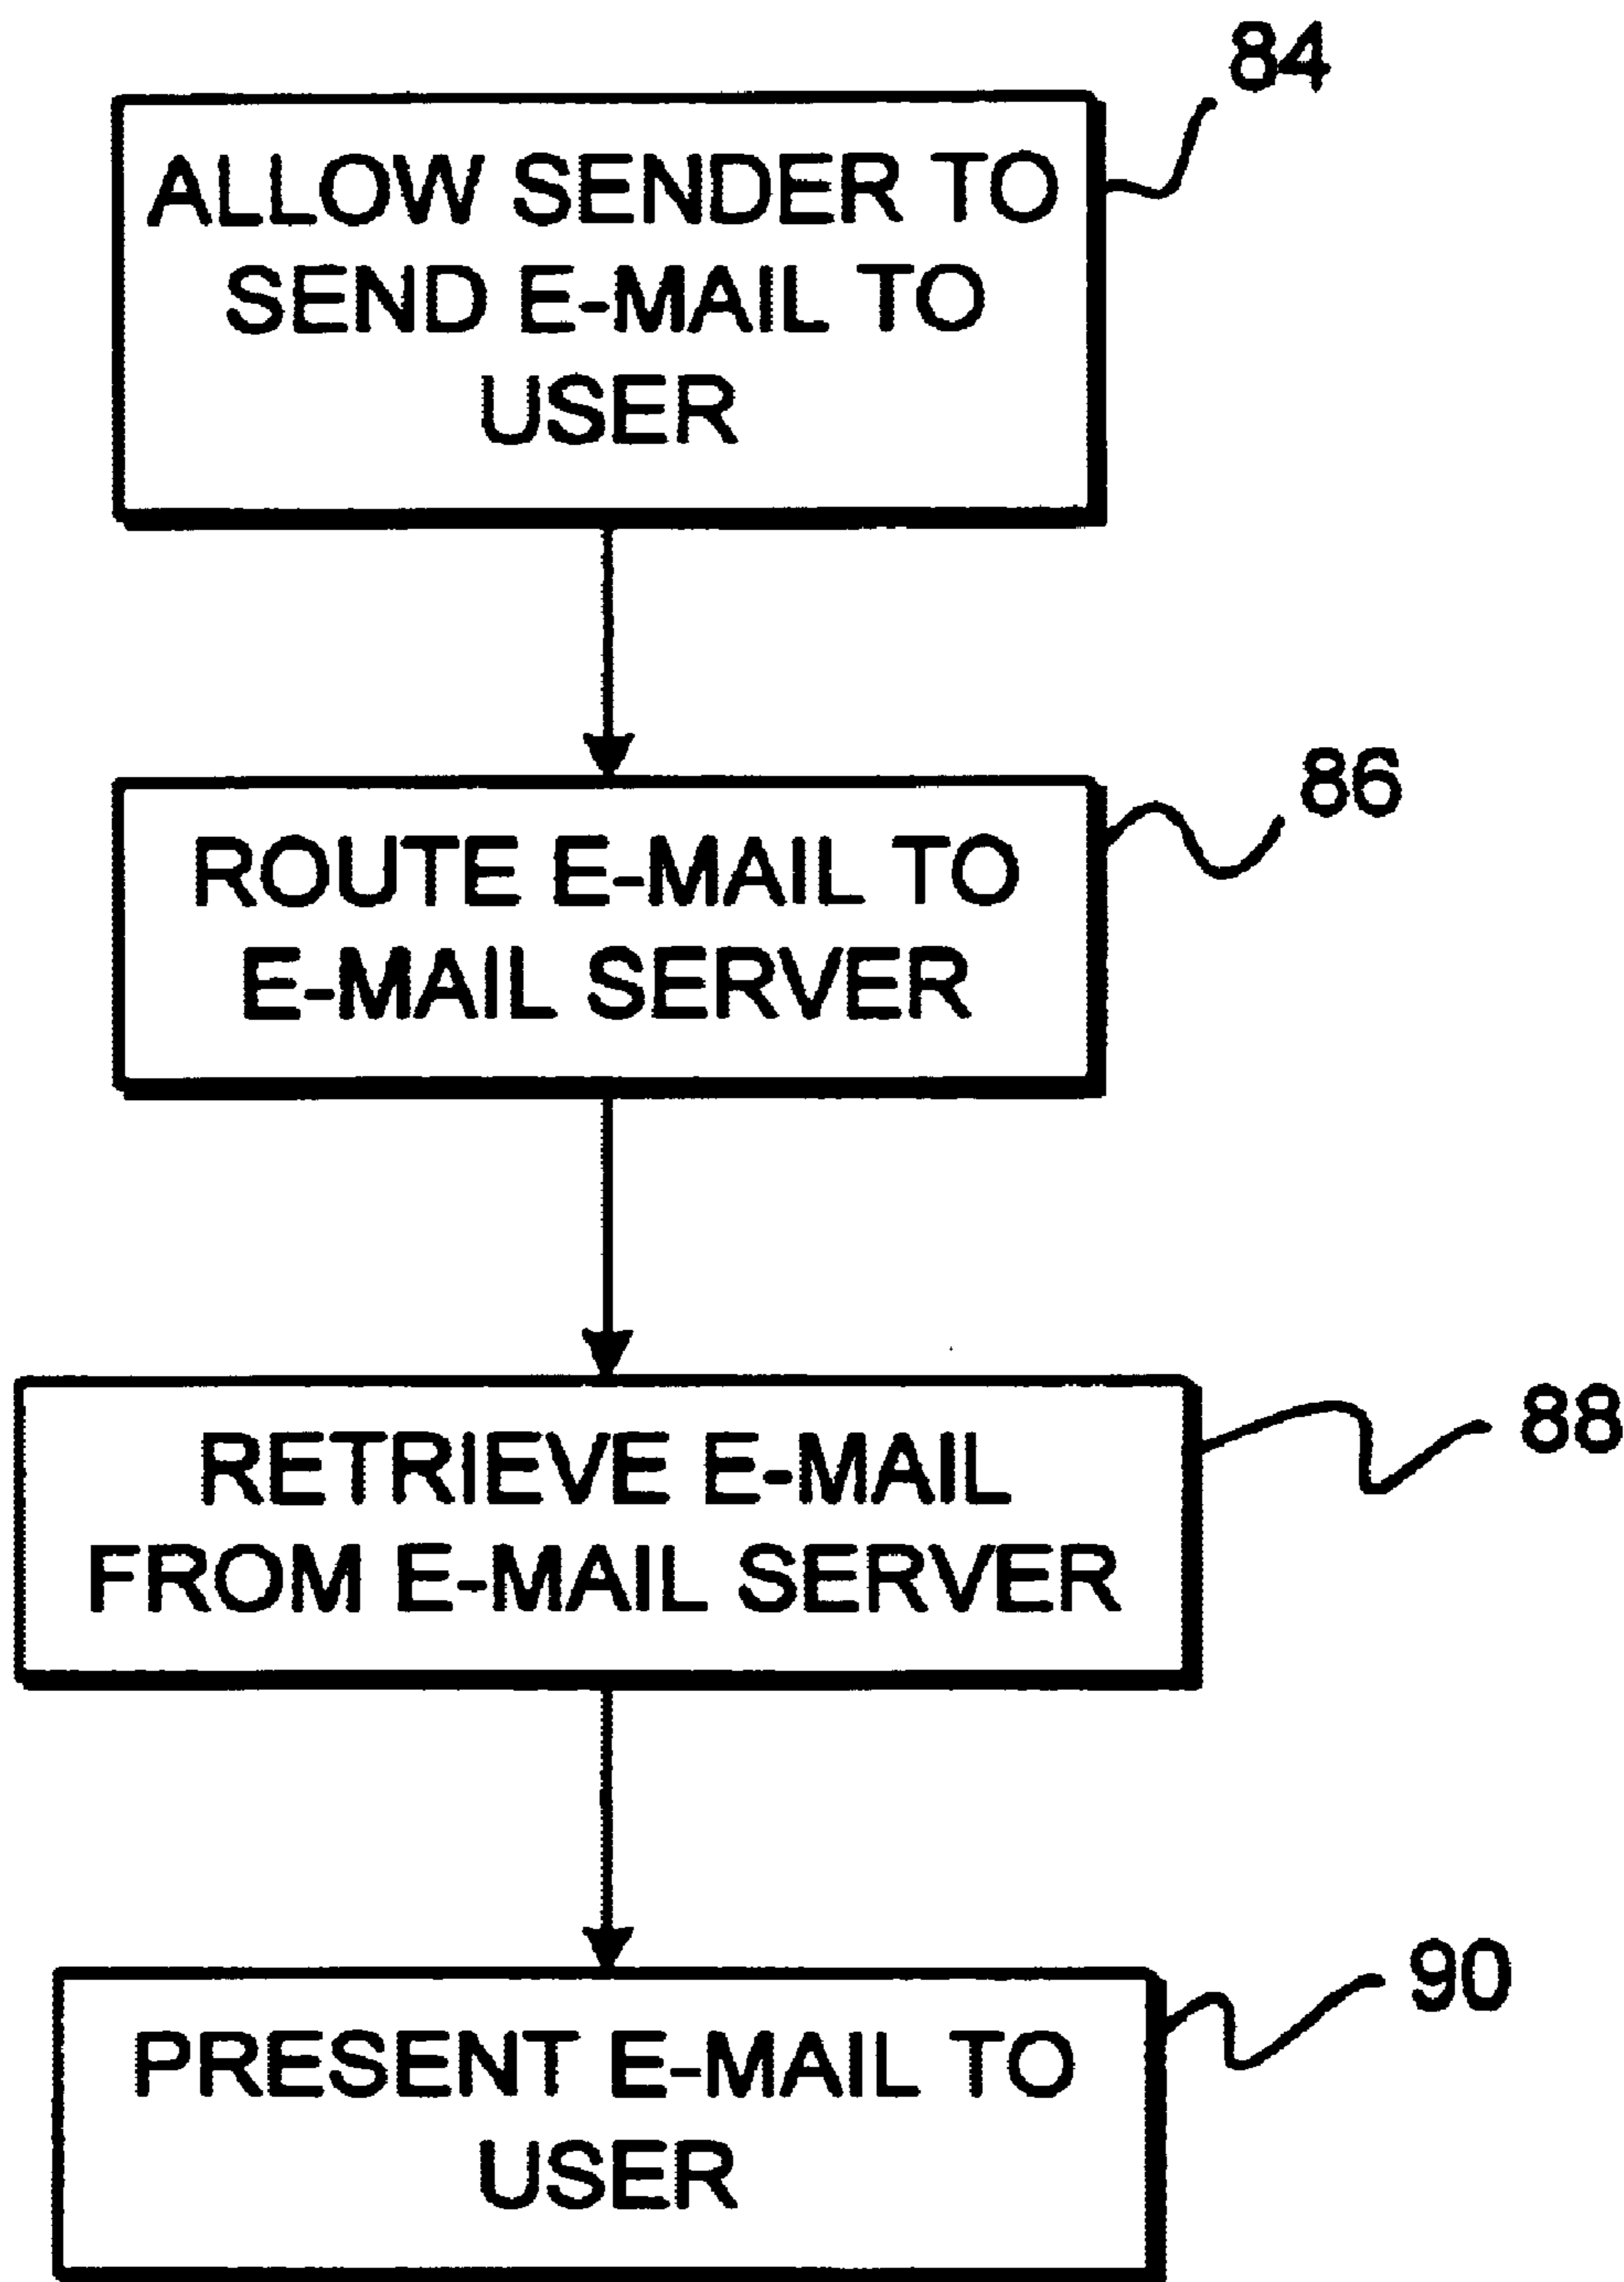 84
ALLOW SENDER TO
SEND E-MAIL TO
USER
86
ROUTE E-MAIL TO
E-MAIL SERVER
88
RETRIEVE E-MAIL
FROM E-MAIL SERVER
90
PRESENT E-MAIL TO
USER